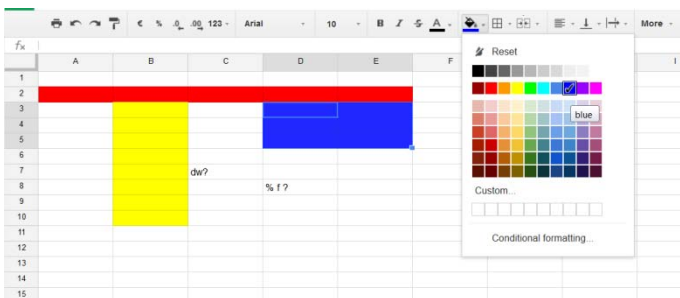 € % .0 .00 123 Arial 10 B I S A More
Reset
fx
A B C D E F I
1
2
3
4
5
6
7
8
9
10
11
12
13
14
15
dw?
% f ?
blue
Custom...
Conditional formatting...